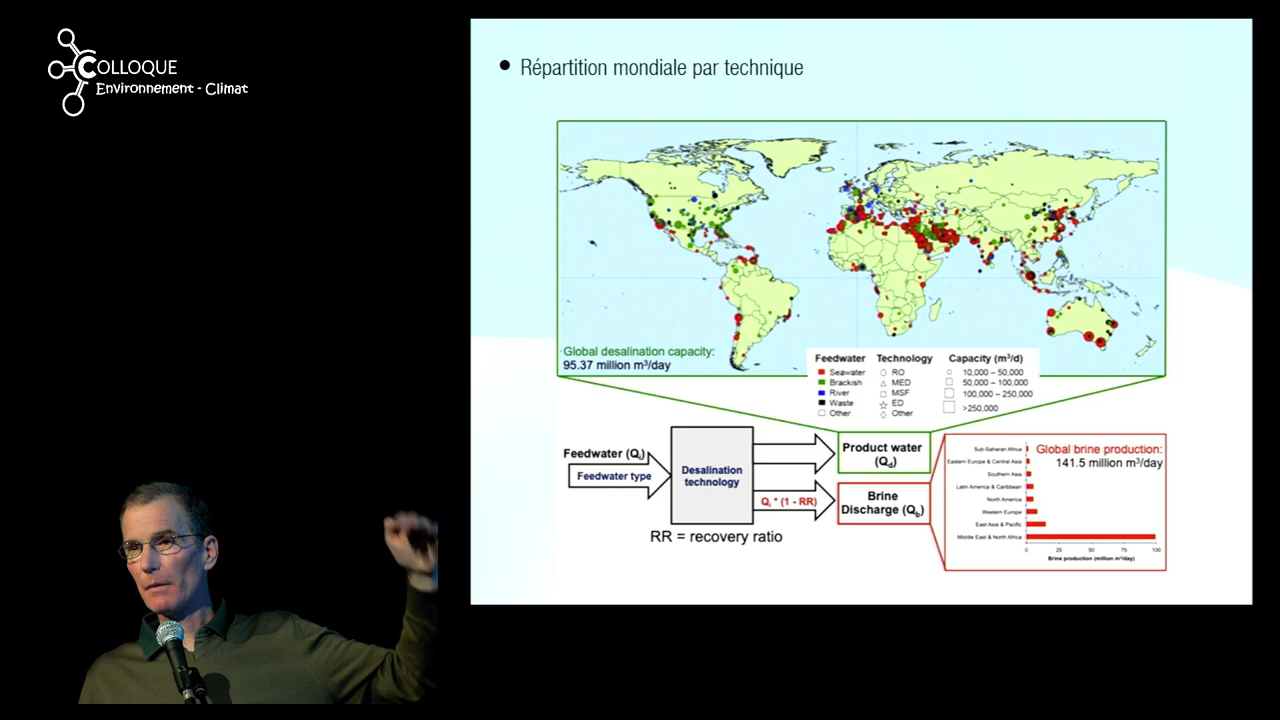 COLLOQUE
Environnement - Climat
• Répartition mondiale par technique
Global desalination capacity:
95.37 million m³/day
Feedwater
Seawater
Brackish
River
Waste
Other
Technology
RO
MED
MSF
ED
Other
Capacity (m³/d)
10,000 – 50,000
50,000 – 100,000
100,000 – 250,000
>250,000
Feedwater (Qᵢ)
Feedwater type
Desalination
technology
Qᵢ * (1 - RR)
RR = recovery ratio
Product water
(Q_d)
Brine
Discharge (Q_b)
Global brine production:
141.5 million m³/day
Sub-Saharan Africa
Eastern Europe & Central Asia
Southern Asia
Latin America & Caribbean
North America
Western Europe
East Asia & Pacific
Middle East & North Africa
0 25 50 75 100
Brine production (million m³/day)